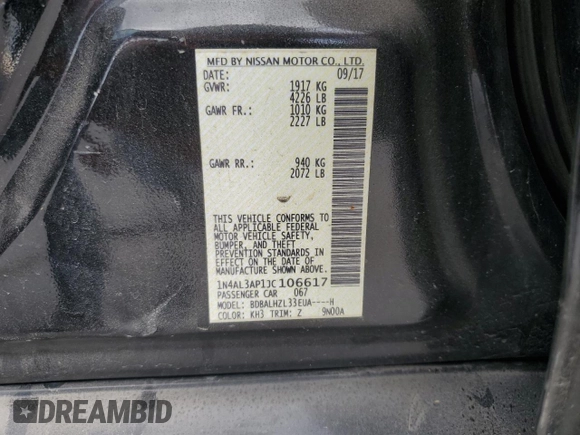 MFD BY NISSAN MOTOR CO., LTD.
DATE: 09/17
GVWR: 1917 KG
4226 LB
GAWR FR.: 1010 KG
2227 LB
GAWR RR.: 940 KG
2072 LB
THIS VEHICLE CONFORMS TO
ALL APPLICABLE FEDERAL
MOTOR VEHICLE SAFETY,
BUMPER, AND THEFT
PREVENTION STANDARDS IN
EFFECT ON THE DATE OF
MANUFACTURE SHOWN ABOVE.
1N4AL3AP1JC106617
PASSENGER CAR 067
MODEL: BDBALHZL33EUA----H
COLOR: KH3 TRIM: Z 9N00A
DREAMBID